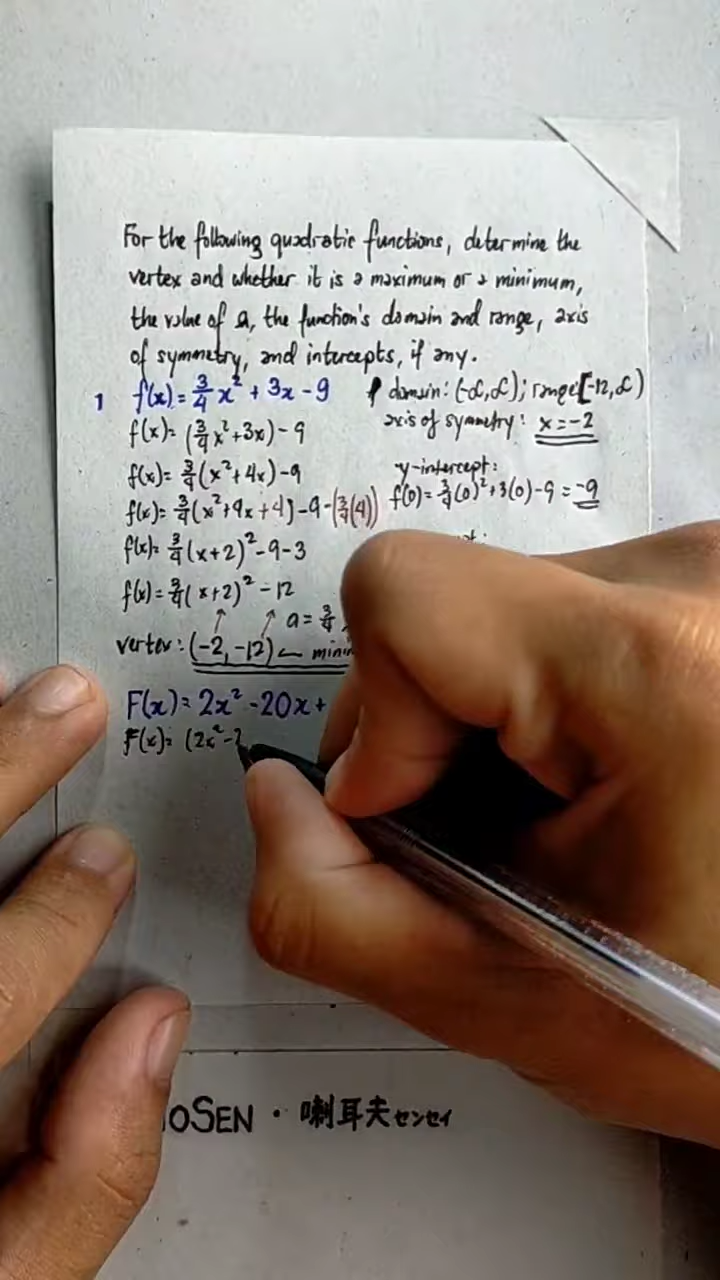 For the following quadratic functions, determine the
vertex and whether it is a maximum or a minimum,
the value of a, the function's domain and range, axis
of symmetry, and intercepts, if any.
1 f(x) = 3/4 x² + 3x - 9
f(x) = (3/4 x² + 3x) - 9
f(x) = 3/4 (x² + 4x) - 9
f(x) = 3/4 (x² + 4x + 4) - 9 - (3/4(4))
f(x) = 3/4 (x + 2)² - 9 - 3
f(x) = 3/4 (x + 2)² - 12
a = 3/4
vertex: (-2, -12) ←
domain: (-∞, ∞); range: [-12, ∞)
axis of symmetry: x = -2
y-intercept:
f(0) = 3/4 (0)² + 3(0) - 9 = -9
F(x) = 2x² - 20x +
F(x) = (2x² - 2
OSEN · 喇耳夫 センセイ